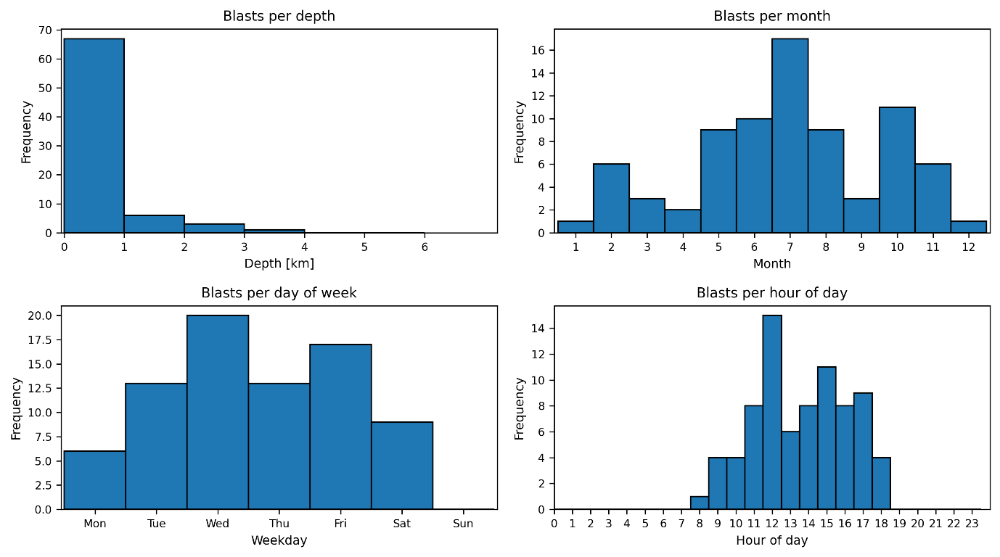 Blasts per depth
Frequency
70
60
50
40
30
20
10
0
0 1 2 3 4 5 6
Depth [km]
Blasts per month
Frequency
16
14
12
10
8
6
4
2
0
1 2 3 4 5 6 7 8 9 10 11 12
Month
Blasts per day of week
Frequency
20.0
17.5
15.0
12.5
10.0
7.5
5.0
2.5
0.0
Mon Tue Wed Thu Fri Sat Sun
Weekday
Blasts per hour of day
Frequency
14
12
10
8
6
4
2
0
0 1 2 3 4 5 6 7 8 9 10 11 12 13 14 15 16 17 18 19 20 21 22 23
Hour of day